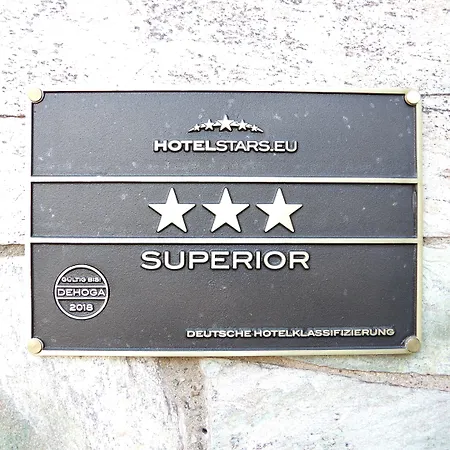 HOTELSTARS.EU
SUPERIOR
GÜLTIG BIS:
DEHOGA
2018
DEUTSCHE HOTELKLASSIFIZIERUNG